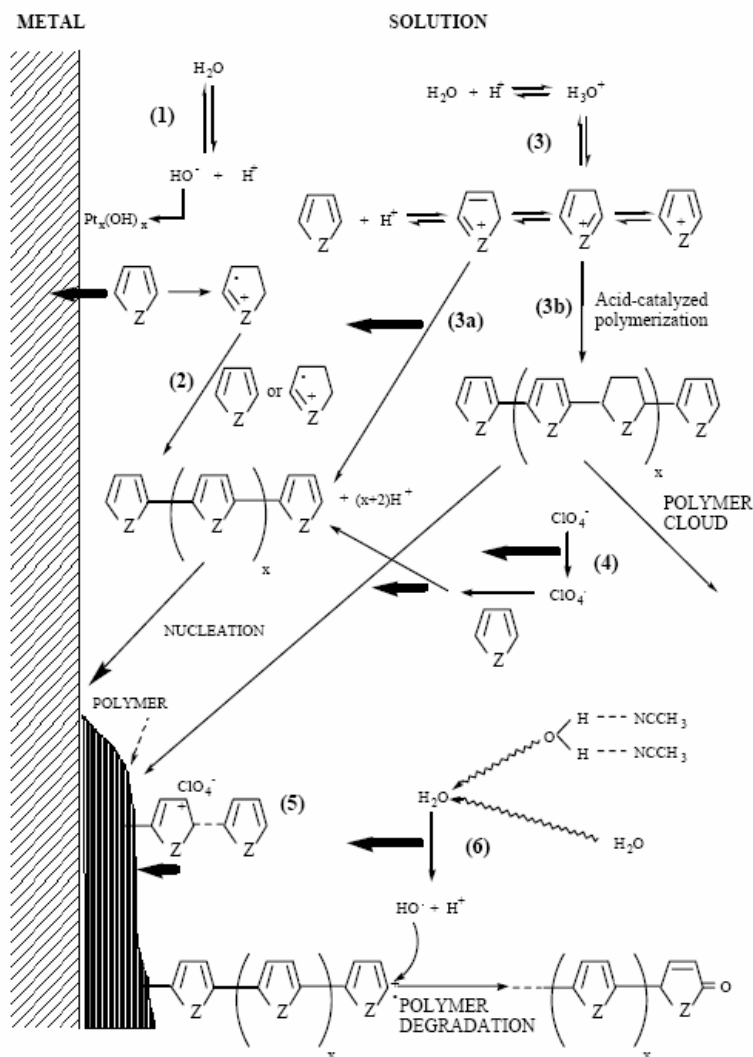 METAL SOLUTION
H₂O
H₂O + H⁺ H₃O⁺
(1) (3)
HO⁻ + H⁺
Ptₓ(OH)ₓ
+ H⁺ + + +
Z Z Z Z
(3a) (3b) Acid-catalyzed
polymerization
Z + Z
(2) or +
Z Z
Z Z Z Z
x
Z Z Z + (x+2)H⁺
x
POLYMER
CLOUD
ClO₄⁻
(4)
ClO₄·
Z
NUCLEATION
POLYMER
H NCCH₃
O
H NCCH₃
ClO₄⁻
+ (5)
Z Z
H₂O
(6) H₂O
HO· + H⁺
Z Z Z + · Z Z O
x x
POLYMER
DEGRADATION